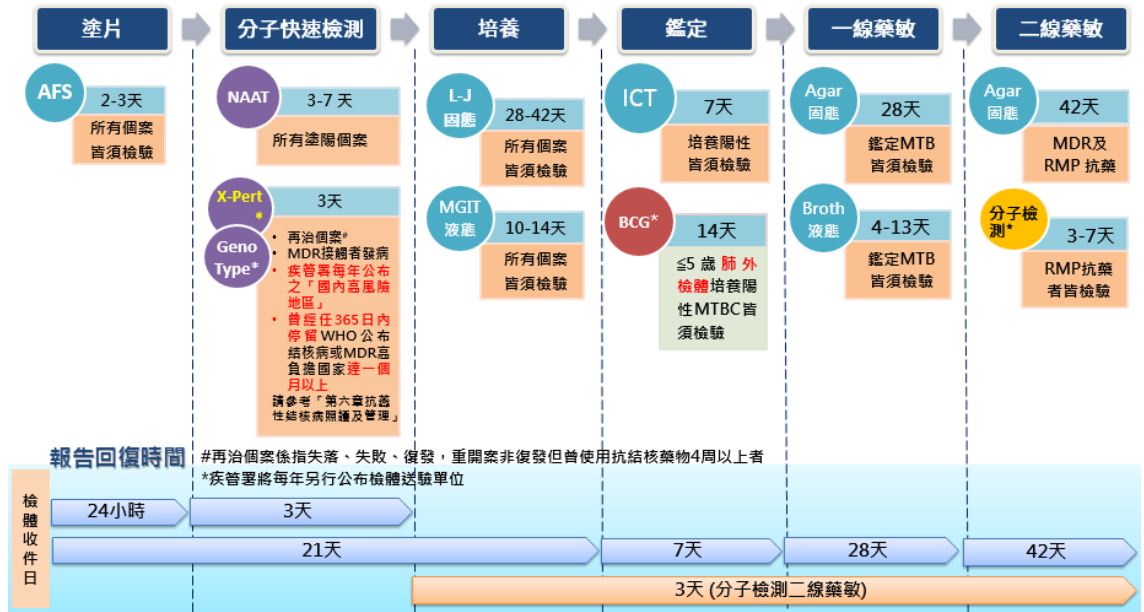 塗片
分子快速檢測
培養
鑑定
一線藥敏
二線藥敏
AFS
2-3天
所有個案
皆須檢驗
NAAT
3-7 天
所有塗陽個案
X-Pert
*
Geno
Type*
3天
• 再治個案#
• MDR接觸者發病
• 疾管署每年公布
之「國內高風險
地區」
• 曾經任365日內
停留WHO公布
結核病或MDR高
負擔國家達一個
月以上
請參考「第六章抗藥
性結核病照護及管理」
L-J
固態
28-42天
所有個案
皆須檢驗
MGIT
液態
10-14天
所有個案
皆須檢驗
ICT
7天
培養陽性
皆須檢驗
BCG*
14天
≦5 歲 肺 外
檢體培養陽
性MTBC皆
須檢驗
Agar
固態
28天
鑑定MTB
皆須檢驗
Broth
液態
4-13天
鑑定MTB
皆須檢驗
Agar
固態
42天
MDR及
RMP 抗藥
分子檢
測*
3-7天
RMP抗藥
者皆檢驗
報告回復時間
#再治個案係指失落、失敗、復發，重開案非復發但曾使用抗結核藥物4周以上者
*疾管署將每年另行公布檢體送驗單位
檢
體
收
件
日
24小時
3天
21天
7天
28天
42天
3天 (分子檢測二線藥敏)